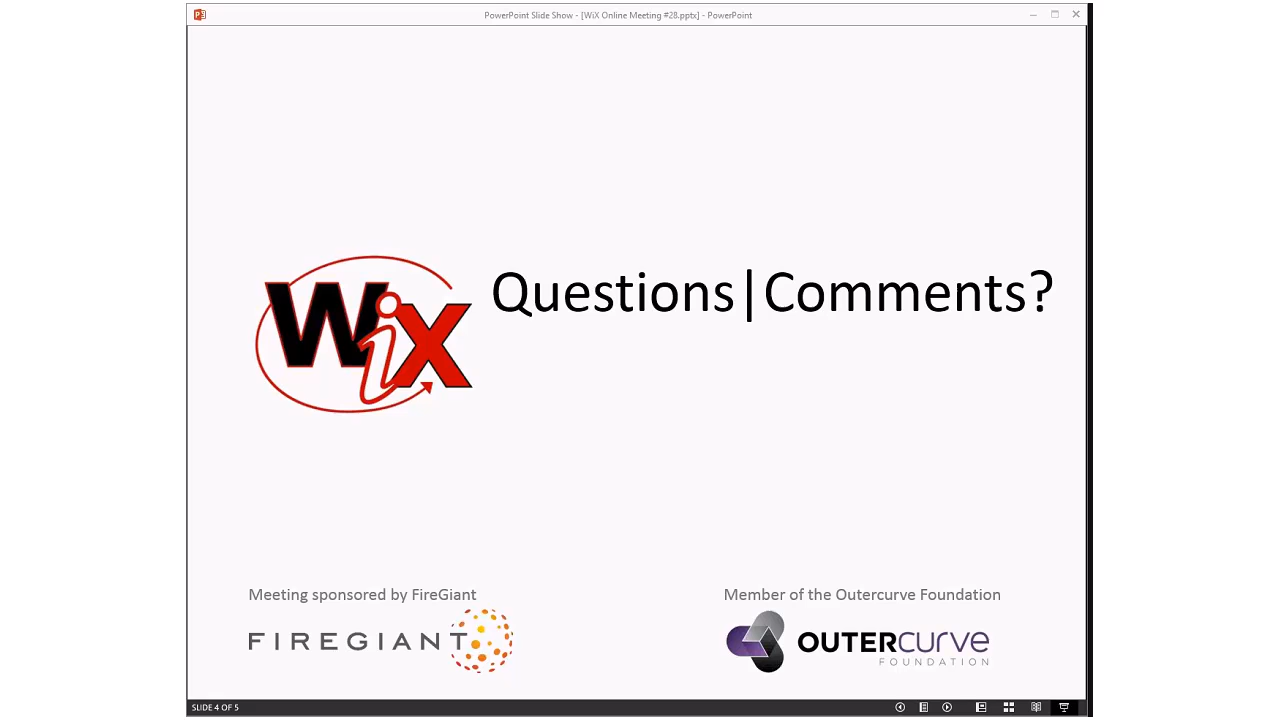 PowerPoint Slide Show - [WiX Online Meeting #28.pptx] - PowerPoint
WiX
Questions|Comments?
Meeting sponsored by FireGiant
FIREGIANT
Member of the Outercurve Foundation
OUTERCURVE
FOUNDATION
SLIDE 4 OF 5